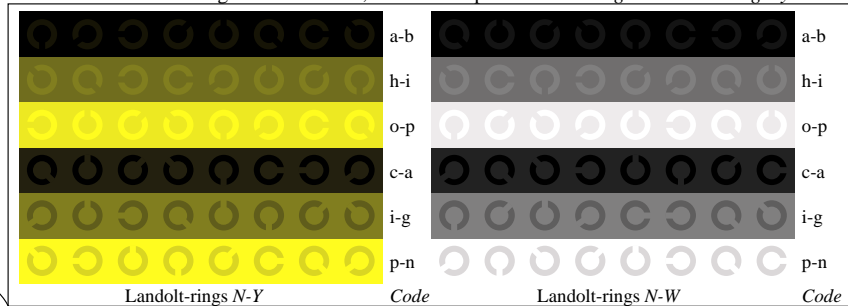 a-b a-b
h-i h-i
o-p o-p
c-a c-a
i-g i-g
p-n p-n
Landolt-rings N-Y Code Landolt-rings N-W Code